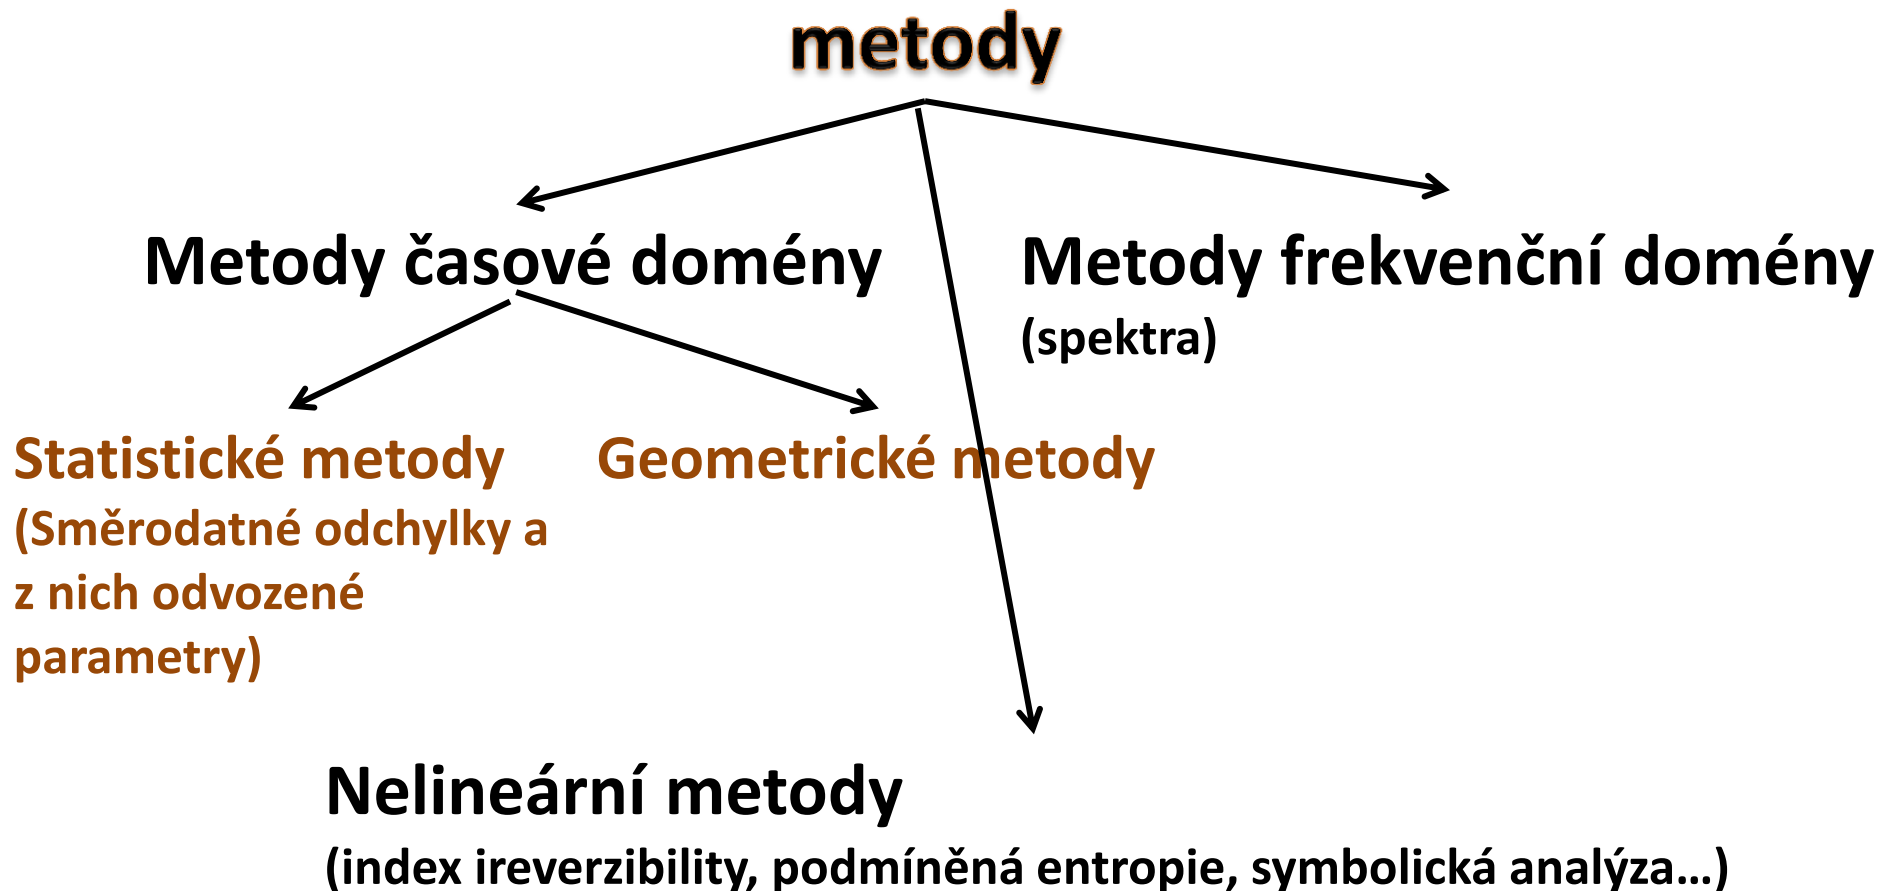 metody
Metody časové domény
Metody frekvenční domény
(spektra)
Statistické metody
(Směrodatné odchylky a
z nich odvozené
parametry)
Geometrické metody
Nelineární metody
(index ireverzibility, podmíněná entropie, symbolická analýza…)